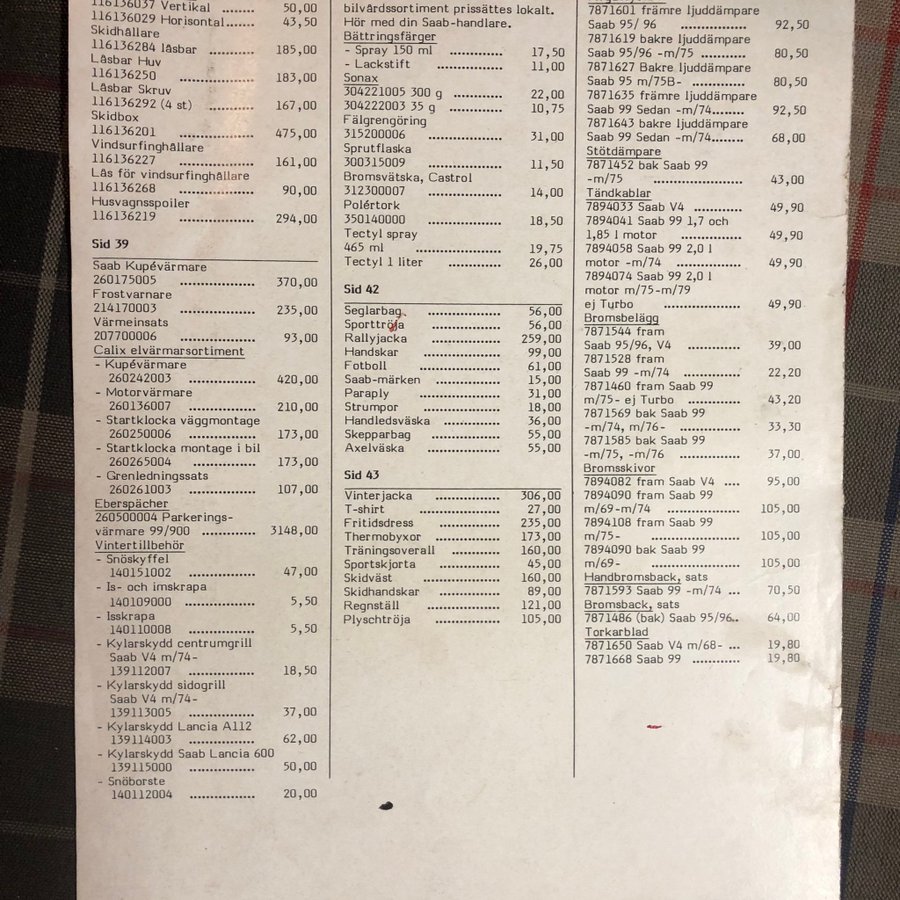 116136037 Vertikal ........ 50,00
116136029 Horisontal....... 43,50
Skidhållare
116136284 låsbar .......... 185,00
Låsbar Huv
116136250 ............ 183,00
Låsbar Skruv
116136292 (4 st) .......... 167,00
Skidbox
116136201 ............ 475,00
Vindsurfinghållare
116136227 ............ 161,00
Lås för vindsurfinghållare
116136268 ............ 90,00
Husvagnsspoiler
116136219 ............ 294,00
Sid 39
Saab Kupévärmare
260175005 ............ 370,00
Frostvarnare
214170003 ............ 235,00
Värmeinsats
207700006 ............ 93,00
Calix elvärmarsortiment
- Kupévärmare
260242003 ............ 420,00
- Motorvärmare
260136007 ............ 210,00
- Startklocka väggmontage
260250006 ............ 173,00
- Startklocka montage i bil
260265004 ............ 173,00
- Grenledningssats
260261003 ............ 107,00
Eberspächer
260500004 Parkerings-
värmare 99/900 .......... 3148,00
Vintertillbehör
- Snöskyffel
140151002 ............ 47,00
- Is- och imskrapa
140109000 ............ 5,50
- Isskrapa
140110008 ............ 5,50
- Kylarskydd centrumgrill
Saab V4 m/74-
139112007 ............ 18,50
- Kylarskydd sidogrill
Saab V4 m/74-
139113005 ............ 37,00
- Kylarskydd Lancia A112
139114003 ............ 62,00
- Kylarskydd Saab Lancia 600
139115000 ............ 50,00
- Snöborste
140112004 ............ 20,00
bilvårdssortiment prissättes lokalt.
Hör med din Saab-handlare.
Bättringsfärger
- Spray 150 ml .......... 17,50
- Lackstift ............ 11,00
Sonax
304221005 300 g .......... 22,00
304222003 35 g .......... 10,75
Fälgrengöring
315200006 ............ 31,00
Sprutflaska
300315009 ............ 11,50
Bromsvätska, Castrol
312300007 ............ 14,00
Polértork
350140000 ............ 18,50
Tectyl spray
465 ml ............ 19,75
Tectyl 1 liter .......... 26,00
Sid 42
Seglarbag ............ 56,00
Sporttröja ............ 56,00
Rallyjacka ............ 259,00
Handskar ............ 99,00
Fotboll ............ 61,00
Saab-märken ............ 15,00
Paraply ............ 31,00
Strumpor ............ 18,00
Handledsväska .......... 36,00
Skepparbag ............ 55,00
Axelväska ............ 55,00
Sid 43
Vinterjacka ............ 306,00
T-shirt ............ 27,00
Fritidsdress ............ 235,00
Thermobyxor ............ 173,00
Träningsoverall .......... 160,00
Sportskjorta ............ 45,00
Skidväst ............ 160,00
Skidhandskar ............ 89,00
Regnställ ............ 121,00
Plyschtröja ............ 105,00
7871601 främre ljuddämpare
Saab 95/ 96 ............ 92,50
7871619 bakre ljuddämpare
Saab 95/96 -m/75 .......... 80,50
7871627 Bakre ljuddämpare
Saab 95 m/75B- .......... 80,50
7871635 främre ljuddämpare
Saab 99 Sedan -m/74........ 92,50
7871643 bakre ljuddämpare
Saab 99 Sedan -m/74........ 68,00
Stötdämpare
7871452 bak Saab 99
-m/75 ............ 43,00
Tändkablar
7894033 Saab V4 .......... 49,90
7894041 Saab 99 1,7 och
1,85 l motor .......... 49,90
7894058 Saab 99 2,0 l
motor -m/74 .......... 49,90
7894074 Saab 99 2,0 l
motor m/75-m/79
ej Turbo ............ 49,90
Bromsbelägg
7871544 fram
Saab 95/96, V4 .......... 39,00
7871528 fram
Saab 99 -m/74 .......... 22,20
7871460 fram Saab 99
m/75- ej Turbo .......... 43,20
7871569 bak Saab 99
-m/74, m/76- .......... 33,30
7871585 bak Saab 99
-m/75, -m/76 .......... 37,00
Bromsskivor
7894082 fram Saab V4 .... 95,00
7894090 fram Saab 99
m/69-m/74 ............ 105,00
7894108 fram Saab 99
m/75- ............ 105,00
7894090 bak Saab 99
m/69- ............ 105,00
Handbromsback, sats
7871593 Saab 99 -m/74 ... 70,50
Bromsback, sats
7871486 (bak) Saab 95/96.. 64,00
Torkarblad
7871650 Saab V4 m/68- ... 19,80
7871668 Saab 99 .......... 19,80